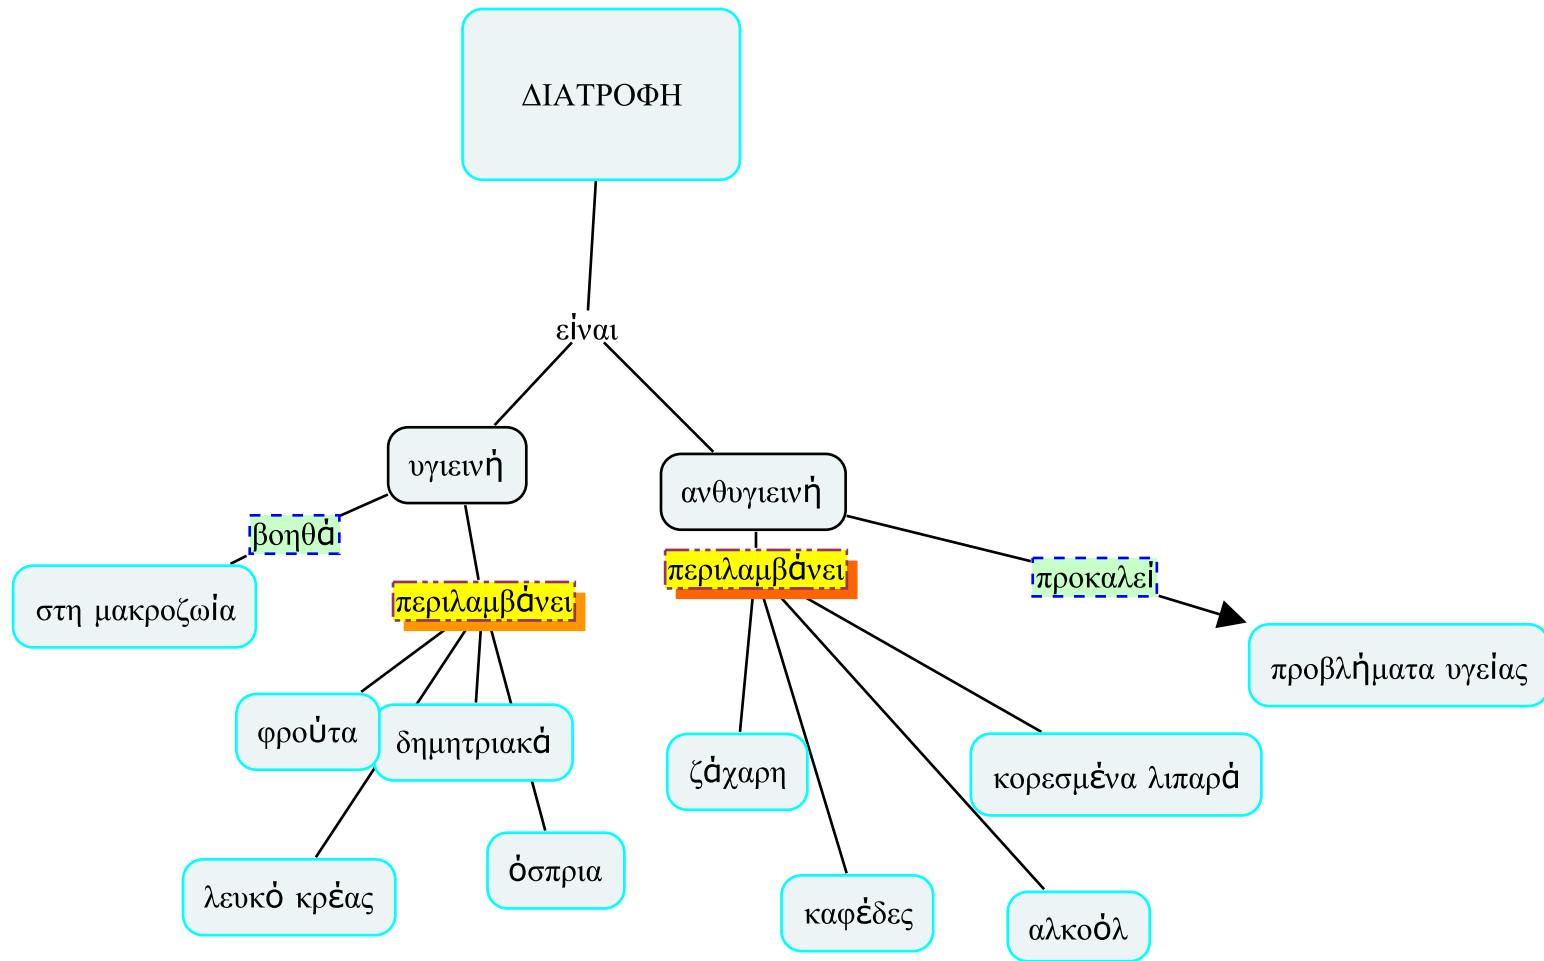 ΔΙΑΤΡΟΦΗ
είναι
υγιεινή
ανθυγιεινή
βοηθά
περιλαμβάνει
προκαλεί
περιλαμβάνει
στη μακροζωία
προβλήματα υγείας
φρούτα
δημητριακά
ζάχαρη
κορεσμένα λιπαρά
λευκό κρέας
όσπρια
καφέδες
αλκοόλ